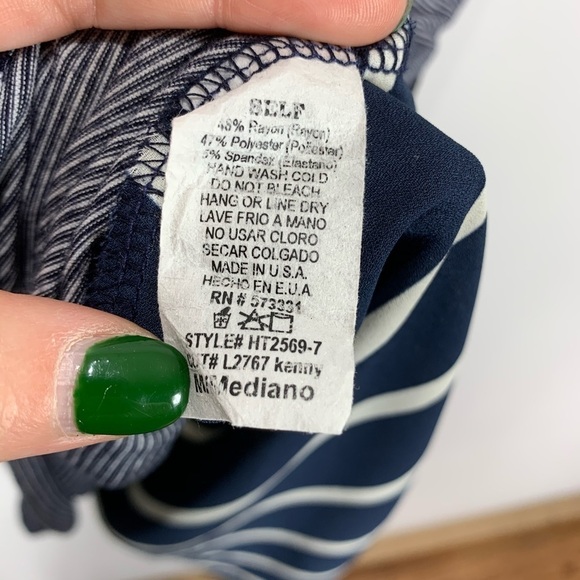 SELF
48% Rayon (Rayon)
47% Polyester (Poliester)
5% Spandex (Elastano)
HAND WASH COLD
DO NOT BLEACH
HANG OR LINE DRY
LAVE FRIO A MANO
NO USAR CLORO
SECAR COLGADO
MADE IN U.S.A.
HECHO EN E.U.A
RN # 573331
STYLE# HT2569-7
CUT# L2767 kenny
M/Mediano